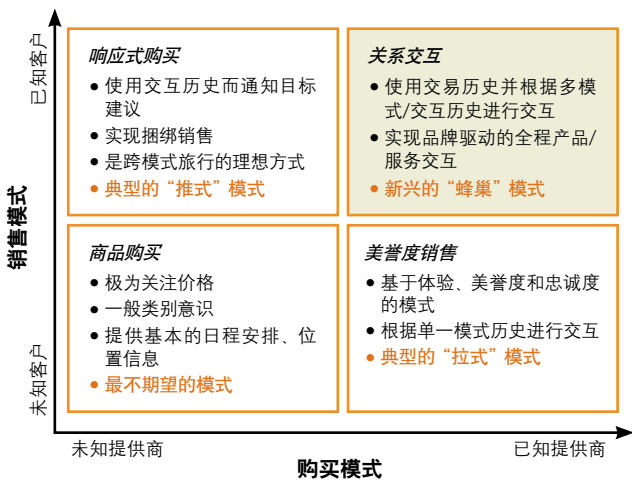 已知客户
销售模式
未知客户
响应式购买
● 使用交互历史而通知目标
建议
● 实现捆绑销售
● 是跨模式旅行的理想方式
● 典型的“推式”模式
关系交互
● 使用交易历史并根据多模
式/交互历史进行交互
● 实现品牌驱动的全程产品/
服务交互
● 新兴的“蜂巢”模式
商品购买
● 极为关注价格
● 一般类别意识
● 提供基本的日程安排、位
置信息
● 最不期望的模式
美誉度销售
● 基于体验、美誉度和忠诚度
的模式
● 根据单一模式历史进行交互
● 典型的“拉式”模式
未知提供商
已知提供商
购买模式